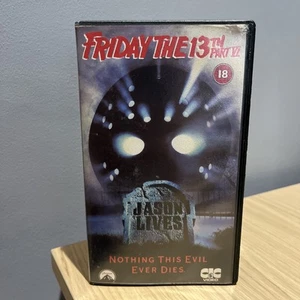 FRIDAY THE 13TH
PART VI
18
JASON
LIVES
NOTHING THIS EVIL
EVER DIES
CIC
VIDEO